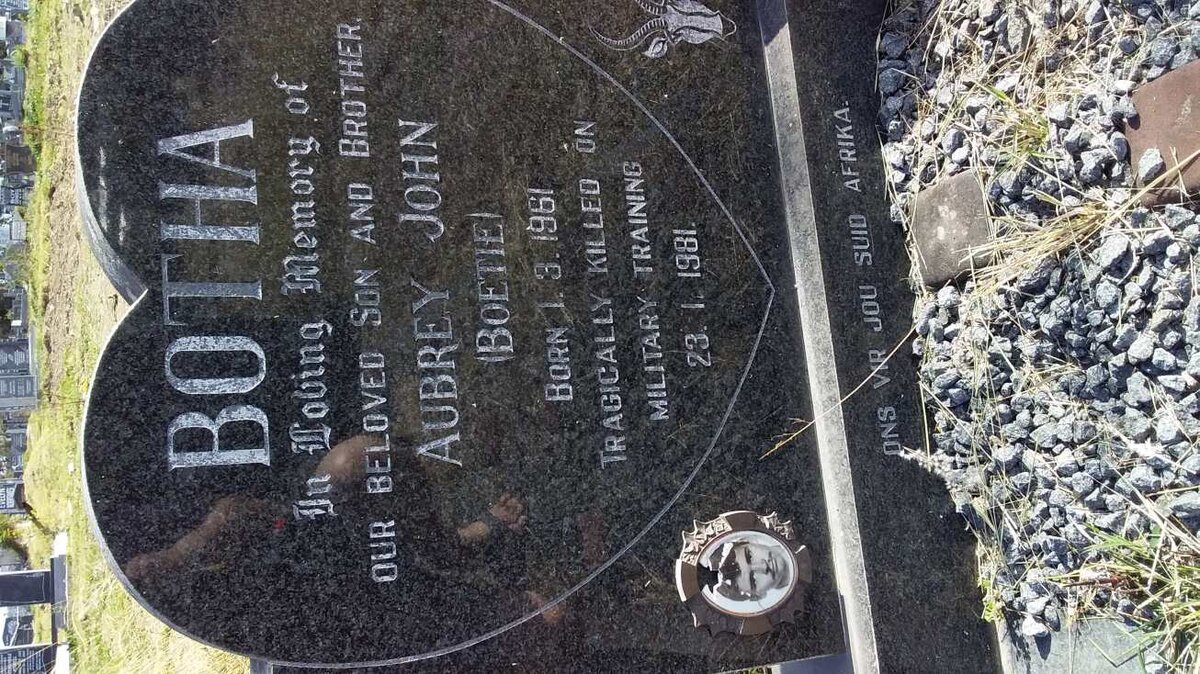 BOTHA
In Loving Memory of
OUR BELOVED SON AND BROTHER
AUBREY JOHN
(BOETIE)
BORN 1. 9. 1961
TRAGICALLY KILLED ON
MILITARY TRAINING
23. 1. 1981.
ONS VIR JOU SUID AFRIKA.